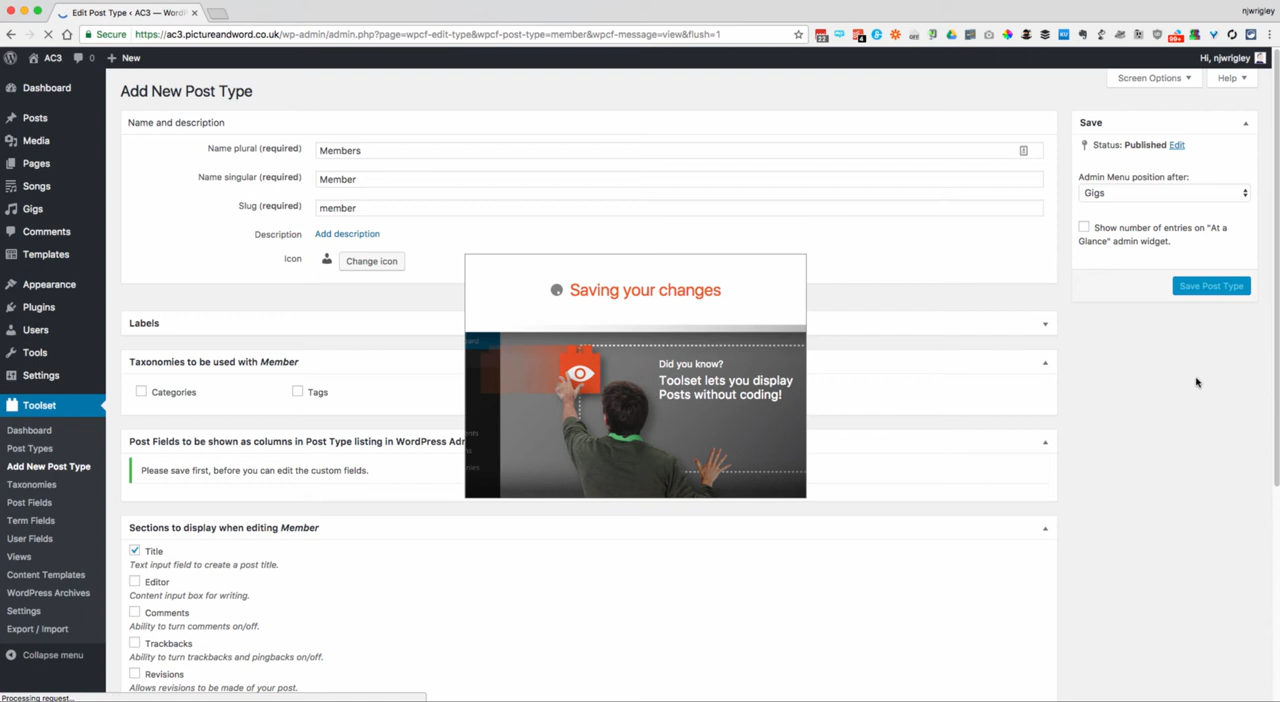 Edit Post Type ‹ AC3 — WordP
njwrigley
Secure
https://ac3.pictureandword.co.uk/wp-admin/admin.php?page=wpcf-edit-type&wpcf-post-type=member&wpcf-message=view&flush=1
AC3
0
New
Hi, njwrigley
Screen Options
Help
Dashboard
Posts
Media
Pages
Songs
Gigs
Comments
Templates
Appearance
Plugins
Users
Tools
Settings
Toolset
Dashboard
Post Types
Add New Post Type
Taxonomies
Post Fields
Term Fields
User Fields
Views
Content Templates
WordPress Archives
Settings
Export / Import
Collapse menu
Processing request...
Add New Post Type
Name and description
Name plural (required)
Members
Name singular (required)
Member
Slug (required)
member
Description
Add description
Icon
Change icon
Labels
Taxonomies to be used with Member
Categories
Tags
Post Fields to be shown as columns in Post Type listing in WordPress Ad
Please save first, before you can edit the custom fields.
Sections to display when editing Member
Title
Text input field to create a post title.
Editor
Content input box for writing.
Comments
Ability to turn comments on/off.
Trackbacks
Ability to turn trackbacks and pingbacks on/off.
Revisions
Allows revisions to be made of your post.
Saving your changes
Did you know?
Toolset lets you display
Posts without coding!
Save
Status: Published Edit
Admin Menu position after:
Gigs
Show number of entries on "At a
Glance" admin widget.
Save Post Type